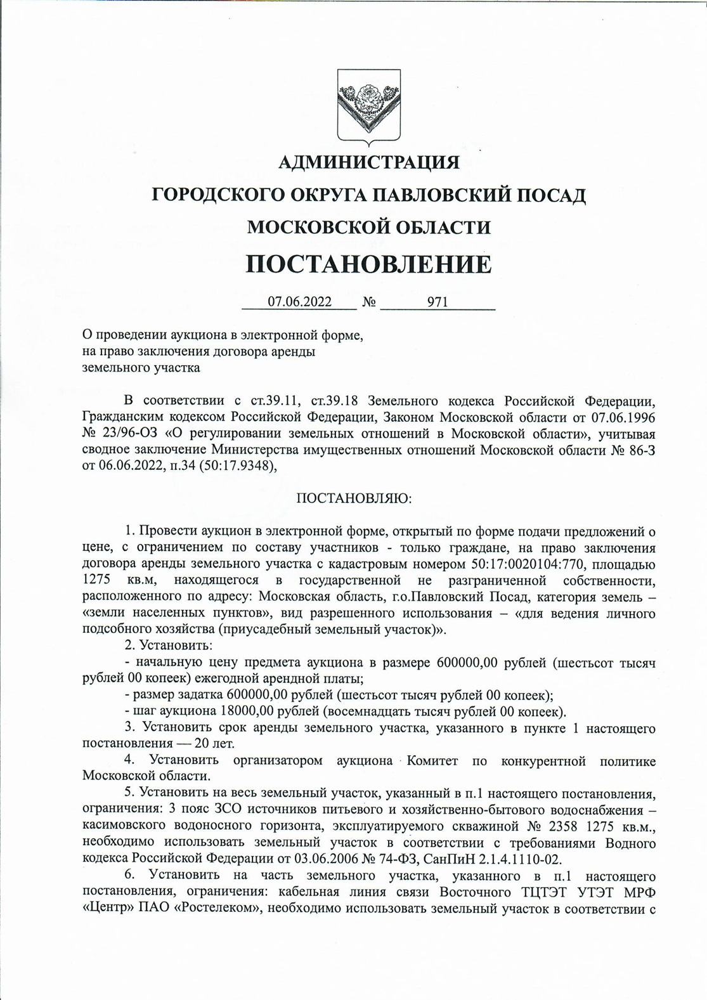 АДМИНИСТРАЦИЯ
ГОРОДСКОГО ОКРУГА ПАВЛОВСКИЙ ПОСАД
МОСКОВСКОЙ ОБЛАСТИ
ПОСТАНОВЛЕНИЕ
07.06.2022 № 971
О проведении аукциона в электронной форме,
на право заключения договора аренды
земельного участка
В соответствии с ст.39.11, ст.39.18 Земельного кодекса Российской Федерации,
Гражданским кодексом Российской Федерации, Законом Московской области от 07.06.1996
№ 23/96-ОЗ «О регулировании земельных отношений в Московской области», учитывая
сводное заключение Министерства имущественных отношений Московской области № 86-З
от 06.06.2022, п.34 (50:17.9348),
ПОСТАНОВЛЯЮ:
1. Провести аукцион в электронной форме, открытый по форме подачи предложений о
цене, с ограничением по составу участников - только граждане, на право заключения
договора аренды земельного участка с кадастровым номером 50:17:0020104:770, площадью
1275 кв.м, находящегося в государственной не разграниченной собственности,
расположенного по адресу: Московская область, г.о.Павловский Посад, категория земель –
«земли населенных пунктов», вид разрешенного использования – «для ведения личного
подсобного хозяйства (приусадебный земельный участок)».
2. Установить:
- начальную цену предмета аукциона в размере 600000,00 рублей (шестьсот тысяч
рублей 00 копеек) ежегодной арендной платы;
- размер задатка 600000,00 рублей (шестьсот тысяч рублей 00 копеек);
- шаг аукциона 18000,00 рублей (восемнадцать тысяч рублей 00 копеек).
3. Установить срок аренды земельного участка, указанного в пункте 1 настоящего
постановления — 20 лет.
4. Установить организатором аукциона Комитет по конкурентной политике
Московской области.
5. Установить на весь земельный участок, указанный в п.1 настоящего постановления,
ограничения: 3 пояс ЗСО источников питьевого и хозяйственно-бытового водоснабжения –
касимовского водоносного горизонта, эксплуатируемого скважиной № 2358 1275 кв.м.,
необходимо использовать земельный участок в соответствии с требованиями Водного
кодекса Российской Федерации от 03.06.2006 № 74-ФЗ, СанПиН 2.1.4.1110-02.
6. Установить на часть земельного участка, указанного в п.1 настоящего
постановления, ограничения: кабельная линия связи Восточного ТЦТЭТ УТЭТ МРФ
«Центр» ПАО «Ростелеком», необходимо использовать земельный участок в соответствии с